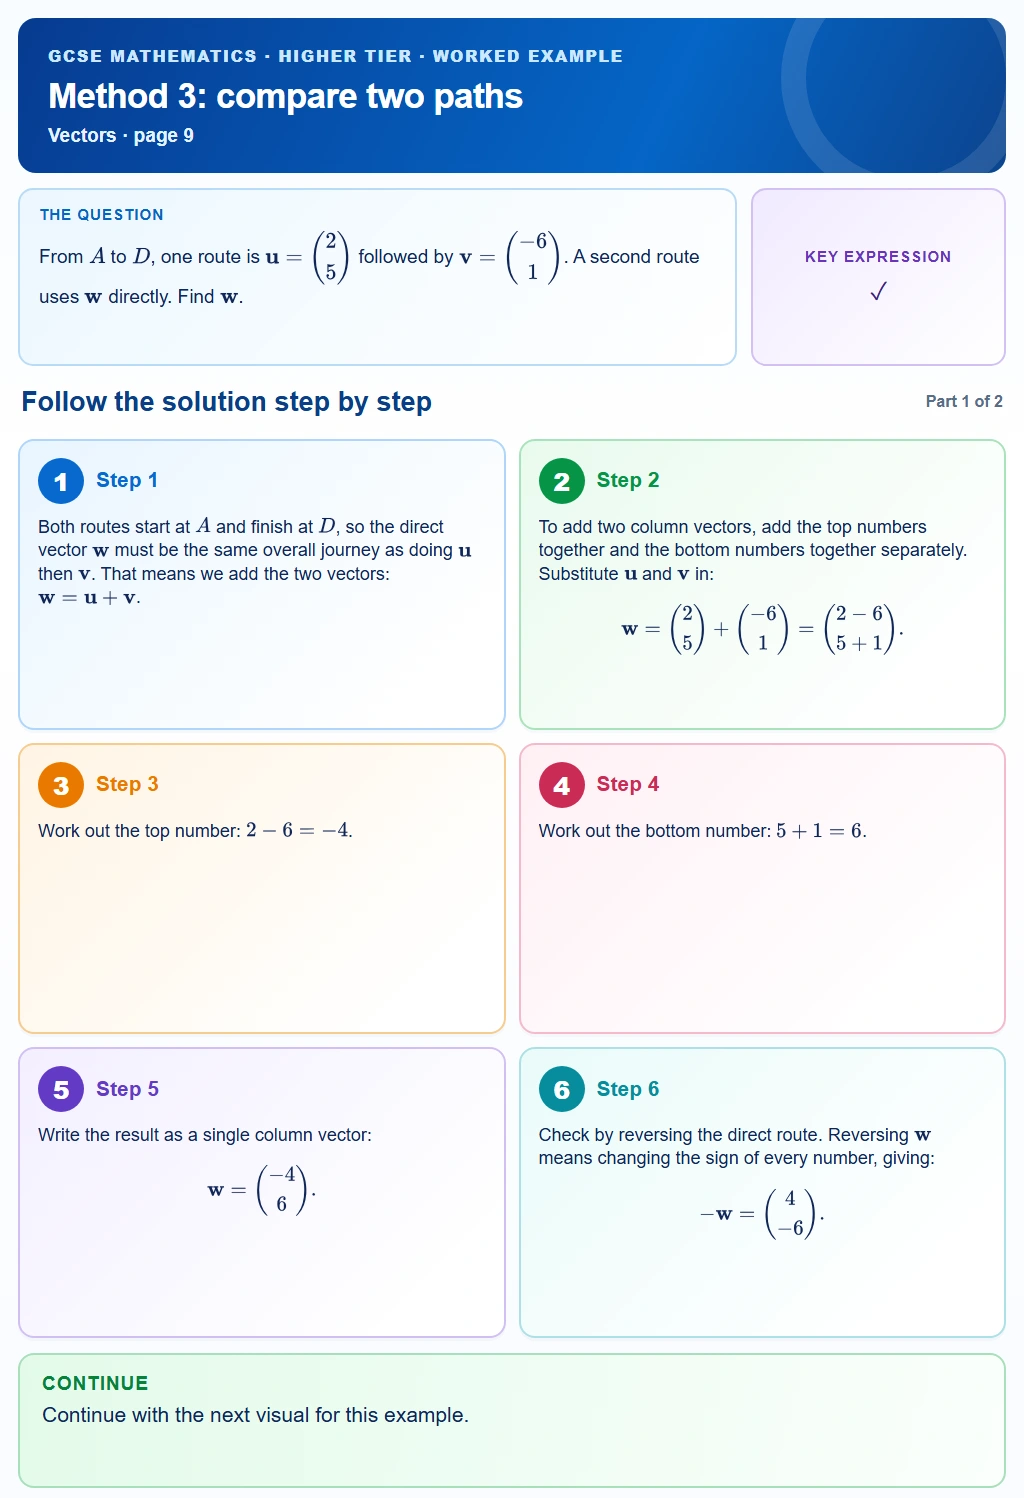 GCSE MATHEMATICS · HIGHER TIER · WORKED EXAMPLE
Method 3: compare two paths
Vectors · page 9
THE QUESTION
From A to D, one route is u = (2 5) followed by v = (−6 1). A second route
uses w directly. Find w.
KEY EXPRESSION
✓
Follow the solution step by step
Part 1 of 2
1 Step 1
Both routes start at A and finish at D, so the direct
vector w must be the same overall journey as doing u
then v. That means we add the two vectors:
w = u + v.
2 Step 2
To add two column vectors, add the top numbers
together and the bottom numbers together separately.
Substitute u and v in:
w = (2 5) + (−6 1) = (2 − 6 5 + 1).
3 Step 3
Work out the top number: 2 − 6 = −4.
4 Step 4
Work out the bottom number: 5 + 1 = 6.
5 Step 5
Write the result as a single column vector:
w = (−4 6).
6 Step 6
Check by reversing the direct route. Reversing w
means changing the sign of every number, giving:
−w = (4 −6).
CONTINUE
Continue with the next visual for this example.